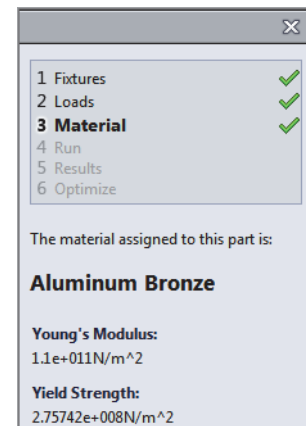 1 Fixtures
2 Loads
3 Material
4 Run
5 Results
6 Optimize
The material assigned to this part is:
Aluminum Bronze
Young's Modulus:
1.1e+011N/m^2
Yield Strength:
2.75742e+008N/m^2